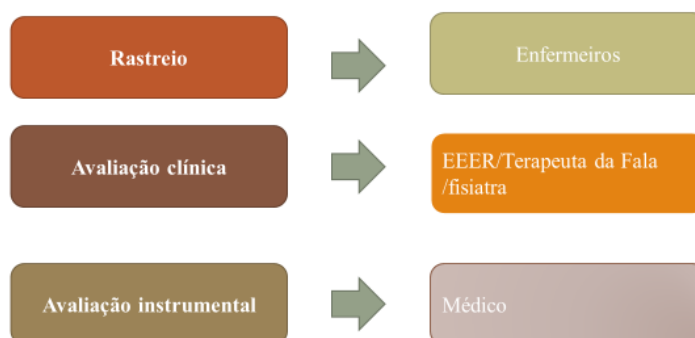 Rastreio
Enfermeiros
Avaliação clínica
EEER/Terapeuta da Fala
/fisiatra
Avaliação instrumental
Médico